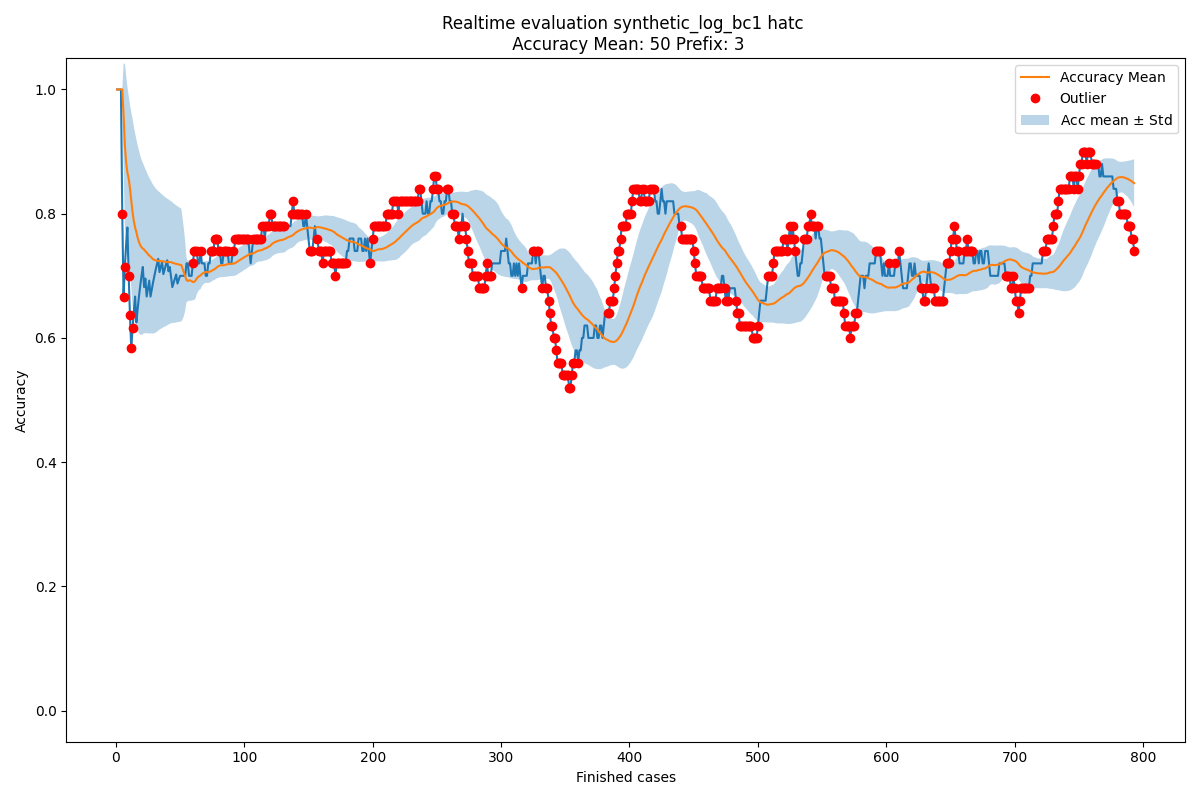 Realtime evaluation synthetic_log_bc1 hatc
Accuracy Mean: 50 Prefix: 3
Accuracy Mean
Outlier
Acc mean ± Std
Accuracy
1.0
0.8
0.6
0.4
0.2
0.0
0 100 200 300 400 500 600 700 800
Finished cases